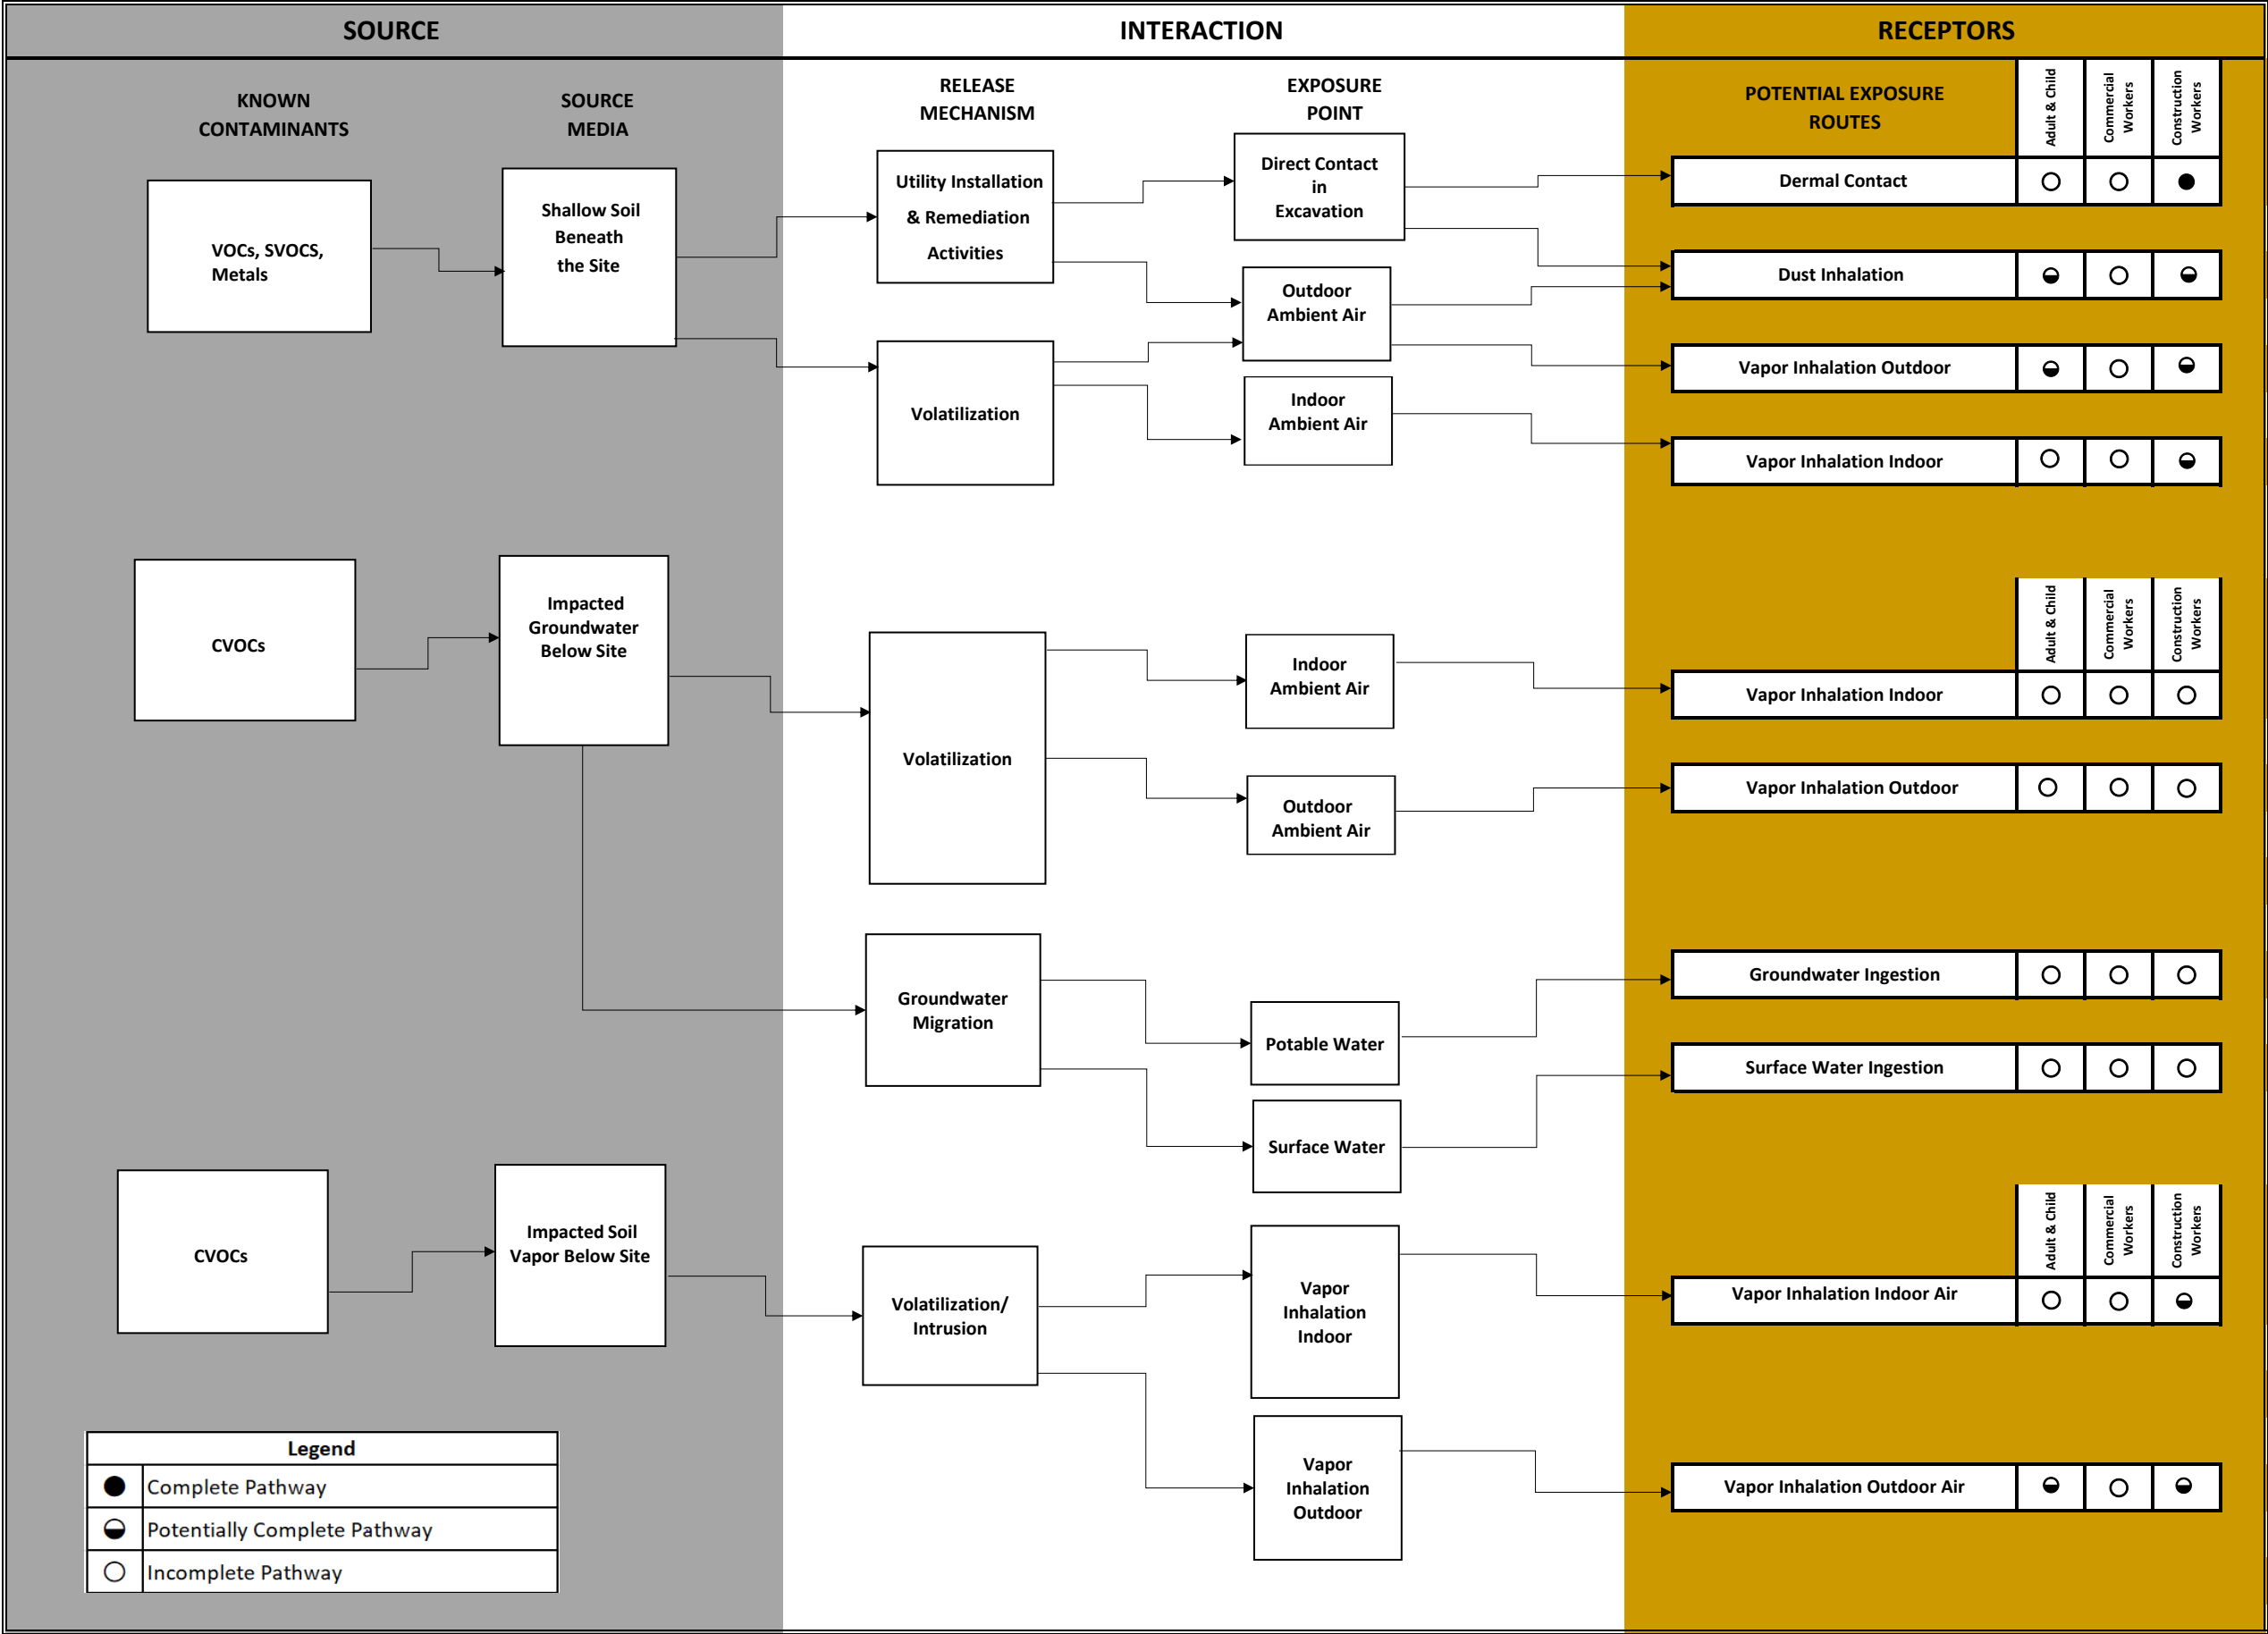 SOURCE
INTERACTION
RECEPTORS
KNOWN
CONTAMINANTS
SOURCE
MEDIA
RELEASE
MECHANISM
EXPOSURE
POINT
POTENTIAL EXPOSURE
ROUTES
Adult & Child
Commercial
Workers
Construction
Workers
VOCs, SVOCS,
Metals
Shallow Soil
Beneath
the Site
Utility Installation
& Remediation
Activities
Direct Contact
in
Excavation
Dermal Contact
Outdoor
Ambient Air
Dust Inhalation
Volatilization
Indoor
Ambient Air
Vapor Inhalation Outdoor
Vapor Inhalation Indoor
Adult & Child
Commercial
Workers
Construction
Workers
CVOCs
Impacted
Groundwater
Below Site
Volatilization
Indoor
Ambient Air
Vapor Inhalation Indoor
Outdoor
Ambient Air
Vapor Inhalation Outdoor
Groundwater
Migration
Potable Water
Groundwater Ingestion
Surface Water
Surface Water Ingestion
Adult & Child
Commercial
Workers
Construction
Workers
CVOCs
Impacted Soil
Vapor Below Site
Volatilization/
Intrusion
Vapor
Inhalation
Indoor
Vapor Inhalation Indoor Air
Vapor
Inhalation
Outdoor
Vapor Inhalation Outdoor Air
Legend
Complete Pathway
Potentially Complete Pathway
Incomplete Pathway